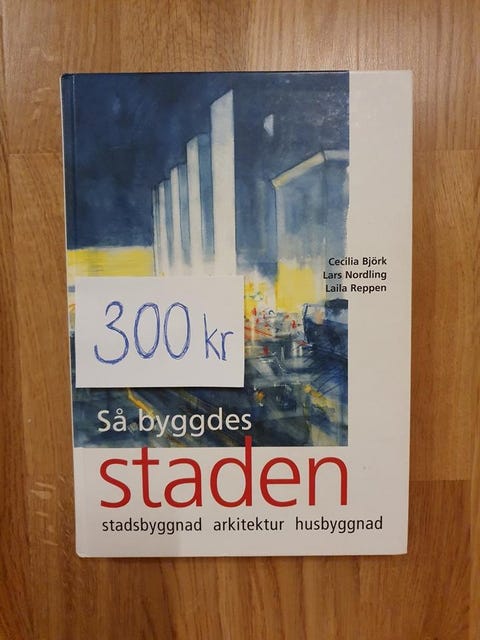 Cecilia Björk
Lars Nordling
Laila Reppen
300 kr
Så byggdes
staden
stadsbyggnad arkitektur husbyggnad